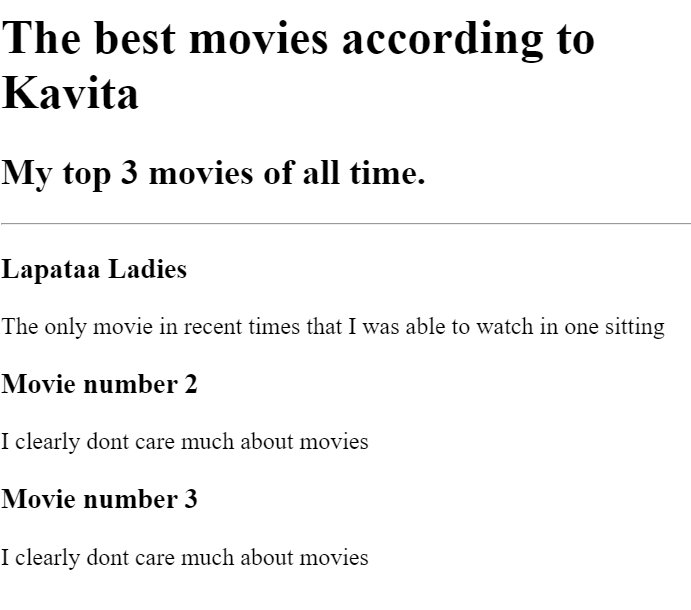 The best movies according to
Kavita
My top 3 movies of all time.
Lapataa Ladies
The only movie in recent times that I was able to watch in one sitting
Movie number 2
I clearly dont care much about movies
Movie number 3
I clearly dont care much about movies